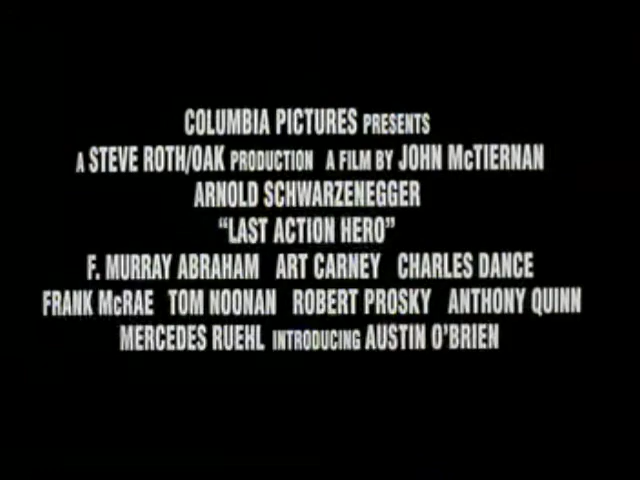 COLUMBIA PICTURES PRESENTS
A STEVE ROTH/OAK PRODUCTION A FILM BY JOHN McTIERNAN
ARNOLD SCHWARZENEGGER
“LAST ACTION HERO”
F. MURRAY ABRAHAM ART CARNEY CHARLES DANCE
FRANK McRAE TOM NOONAN ROBERT PROSKY ANTHONY QUINN
MERCEDES RUEHL INTRODUCING AUSTIN O’BRIEN